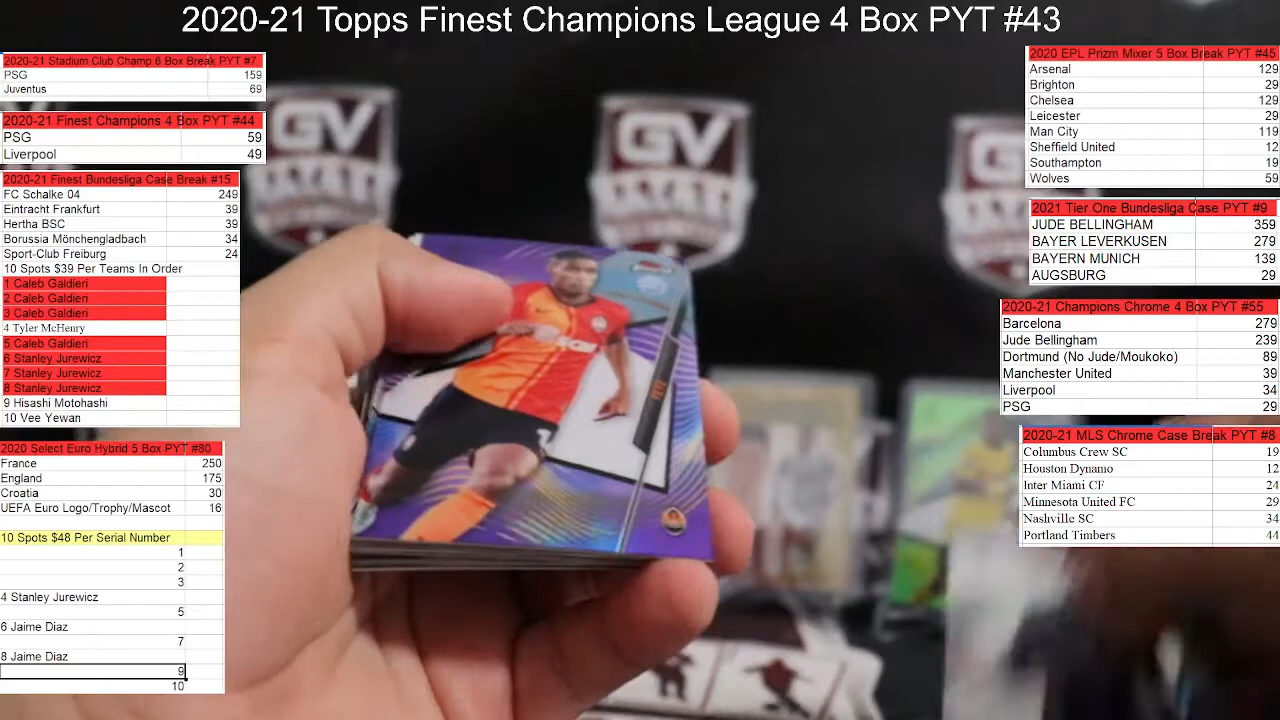 2020-21 Topps Finest Champions League 4 Box PYT #43
2020-21 Stadium Club Champ 6 Box Break PYT #7
PSG 159
Juventus 69
2020-21 Finest Champions 4 Box PYT #44
PSG 59
Liverpool 49
2020-21 Finest Bundesliga Case Break #15
FC Schalke 04 249
Eintracht Frankfurt 39
Hertha BSC 39
Borussia Mönchengladbach 34
Sport-Club Freiburg 24
10 Spots $39 Per Teams In Order
1 Caleb Galdieri
2 Caleb Galdieri
3 Caleb Galdieri
4 Tyler McHenry
5 Caleb Galdieri
6 Stanley Jurewicz
7 Stanley Jurewicz
8 Stanley Jurewicz
9 Hisashi Motohashi
10 Vee Yewan
2020 Select Euro Hybrid 5 Box PYT #80
France 250
England 175
Croatia 30
UEFA Euro Logo/Trophy/Mascot 16
10 Spots $48 Per Serial Number
1
2
3
4 Stanley Jurewicz
5
6 Jaime Diaz
7
8 Jaime Diaz
9
10
GV
GV
2020 EPL Prizm Mixer 5 Box Break PYT #45
Arsenal 129
Brighton 29
Chelsea 129
Leicester 29
Man City 119
Sheffield United 12
Southampton 19
Wolves 59
2021 Tier One Bundesliga Case PYT #9
JUDE BELLINGHAM 359
BAYER LEVERKUSEN 279
BAYERN MUNICH 139
AUGSBURG 29
2020-21 Champions Chrome 4 Box PYT #55
Barcelona 279
Jude Bellingham 239
Dortmund (No Jude/Moukoko) 89
Manchester United 39
Liverpool 34
PSG 29
2020-21 MLS Chrome Case Break PYT #8
Columbus Crew SC 19
Houston Dynamo 12
Inter Miami CF 24
Minnesota United FC 29
Nashville SC 34
Portland Timbers 44